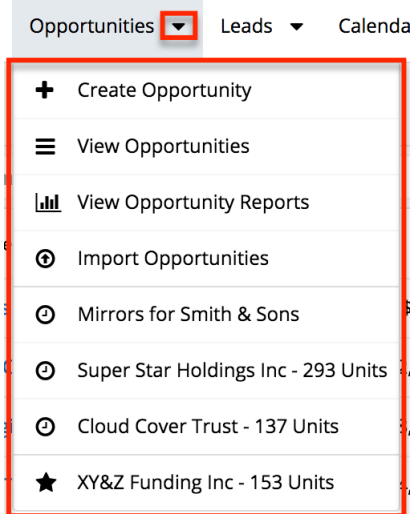 Opportunities Leads Calenda
Create Opportunity
View Opportunities
View Opportunity Reports
Import Opportunities
Mirrors for Smith & Sons
Super Star Holdings Inc - 293 Units
Cloud Cover Trust - 137 Units
XY&Z Funding Inc - 153 Units